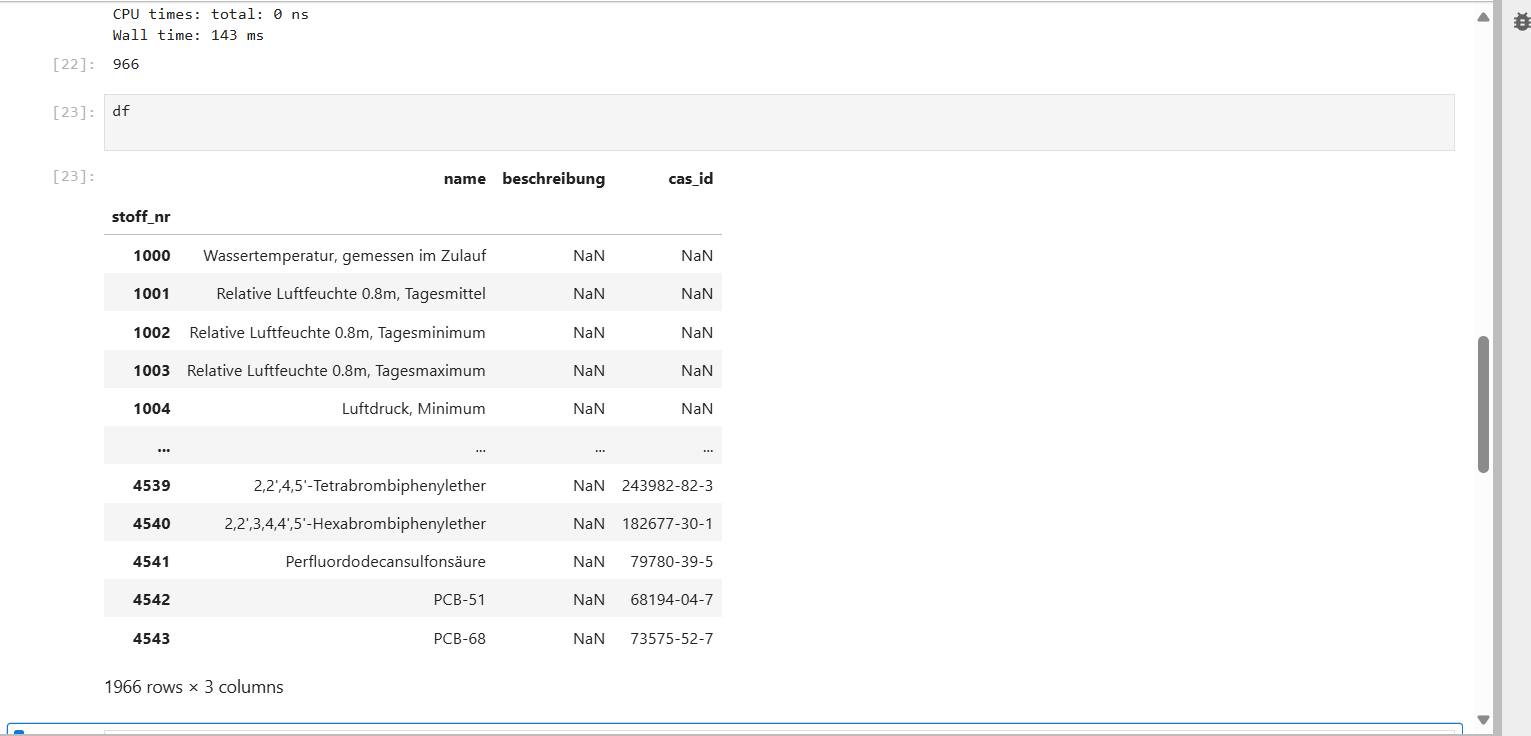 CPU times: total: 0 ns
Wall time: 143 ms
[22]: 966
[23]: df
[23]: name beschreibung cas_id
stoff_nr
1000 Wassertemperatur, gemessen im Zulauf NaN NaN
1001 Relative Luftfeuchte 0.8m, Tagesmittel NaN NaN
1002 Relative Luftfeuchte 0.8m, Tagesminimum NaN NaN
1003 Relative Luftfeuchte 0.8m, Tagesmaximum NaN NaN
1004 Luftdruck, Minimum NaN NaN
... ... ... ...
4539 2,2',4,5'-Tetrabrombiphenylether NaN 243982-82-3
4540 2,2',3,4,4',5'-Hexabrombiphenylether NaN 182677-30-1
4541 Perfluordodecansulfonsäure NaN 79780-39-5
4542 PCB-51 NaN 68194-04-7
4543 PCB-68 NaN 73575-52-7
1966 rows × 3 columns